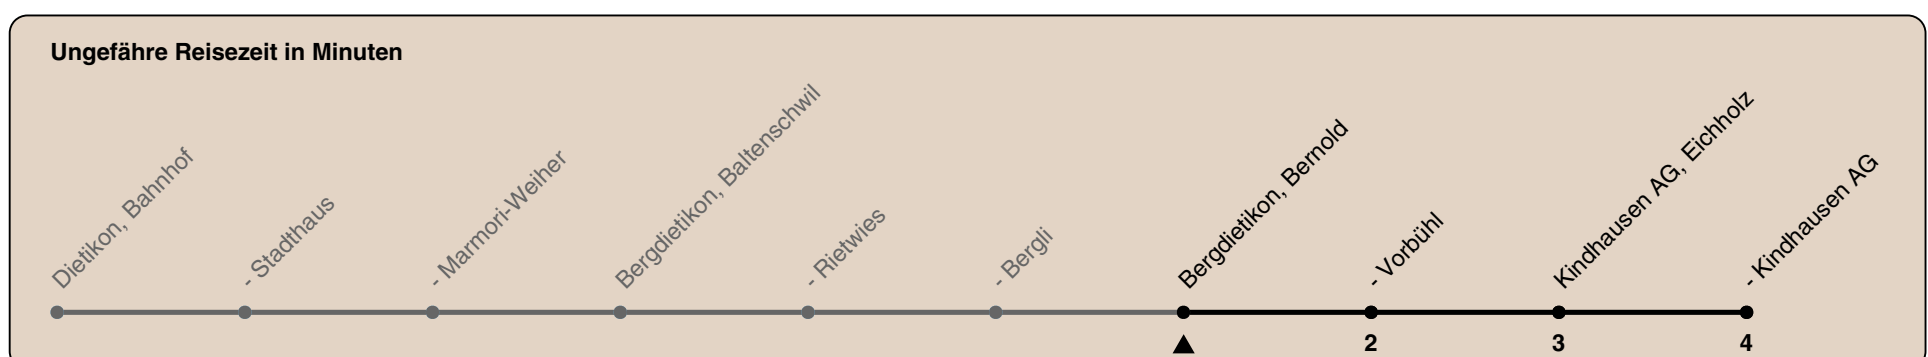 Ungefähre Reisezeit in Minuten
Dietikon, Bahnhof
- Stadthaus
- Marmori-Weiher
Bergdietikon, Baltenschwil
- Rietwies
- Bergli
Bergdietikon, Bernold
- Vorbühl
Kindhausen AG, Eichholz
- Kindhausen AG
2
3
4